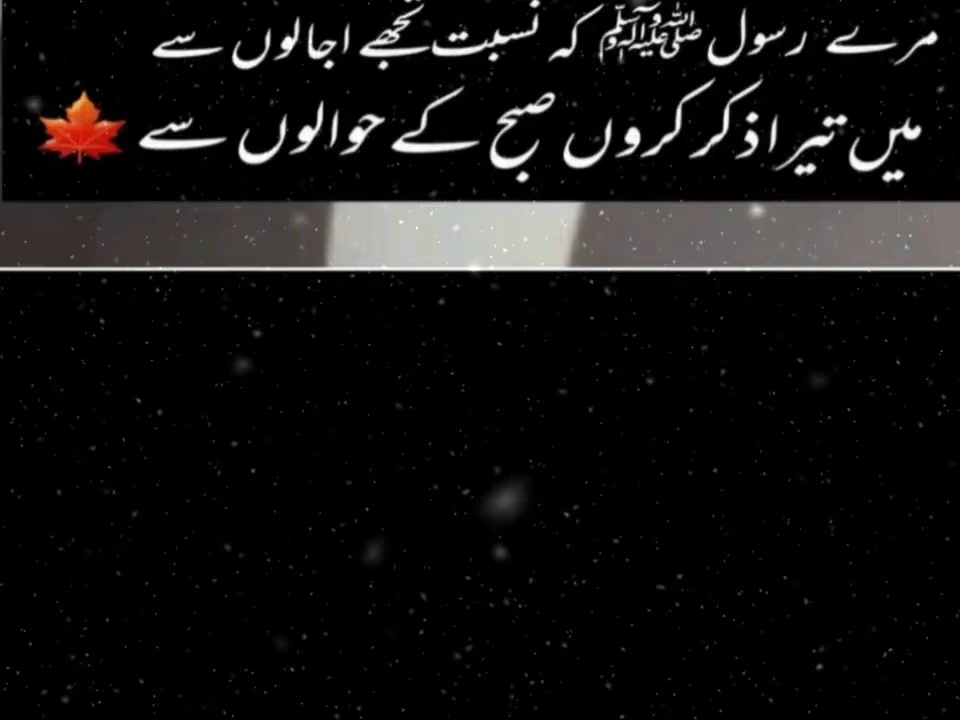 مرے رسول ﷺ کہ نسبت تجھے اجالوں سے
میں تیرا ذکر کروں صبح کے حوالوں سے